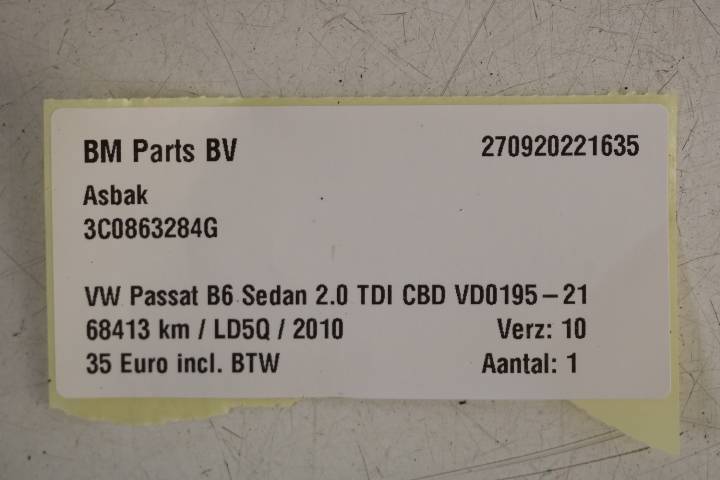 BM Parts BV 270920221635
Asbak
3C0863284G
VW Passat B6 Sedan 2.0 TDI CBD VD0195-21
68413 km / LD5Q / 2010 Verz: 10
35 Euro incl. BTW Aantal: 1